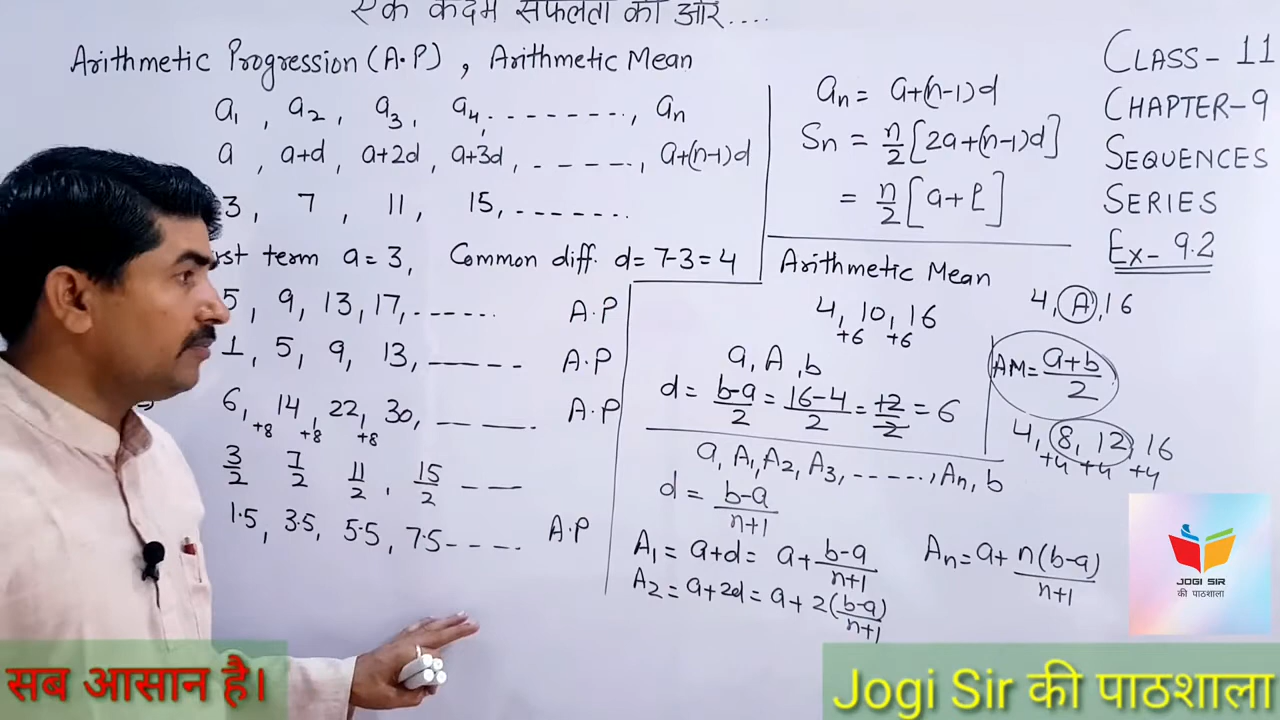 एक कदम सफलता की ओर....
Arithmetic Progression (A.P) , Arithmetic Mean
a₁ , a₂ , a₃ , a₄, - - - - - - - -, aₙ
a , a+d , a+2d , a+3d, - - - - -, a+(n-1)d
3, 7 , 11 , 15, - - - - - - -
rst term a = 3, Common diff. d = 7-3 = 4
5, 9, 13, 17, - - - - - - A.P
1, 5, 9, 13, - - - - - A.P
6, 14, 22, 30, - - - - A.P
+8 +8 +8
3/2 7/2 11/2 , 15/2 - - -
1.5, 3.5, 5.5, 7.5 - - - - A.P
aₙ = a+(n-1)d
Sₙ = n/2 [2a+(n-1)d]
= n/2 [a+l]
Arithmetic Mean
4, 10, 16
+6 +6
a, A, b
d = (b-a)/2 = (16-4)/2 = 12/2 = 6
4, A, 16
AM = (a+b)/2
4, 8, 12, 16
+4 +4 +4
a, A₁, A₂, A₃, - - - - - -, Aₙ, b
d = (b-a)/(n+1)
A₁ = a+d = a + (b-a)/(n+1)
A₂ = a+2d = a + 2(b-a)/(n+1)
Aₙ = a + n(b-a)/(n+1)
CLASS - 11
CHAPTER-9
SEQUENCES
SERIES
EX- 9.2
JOGI SIR
की पाठशाला
सब आसान है।
Jogi Sir की पाठशाला